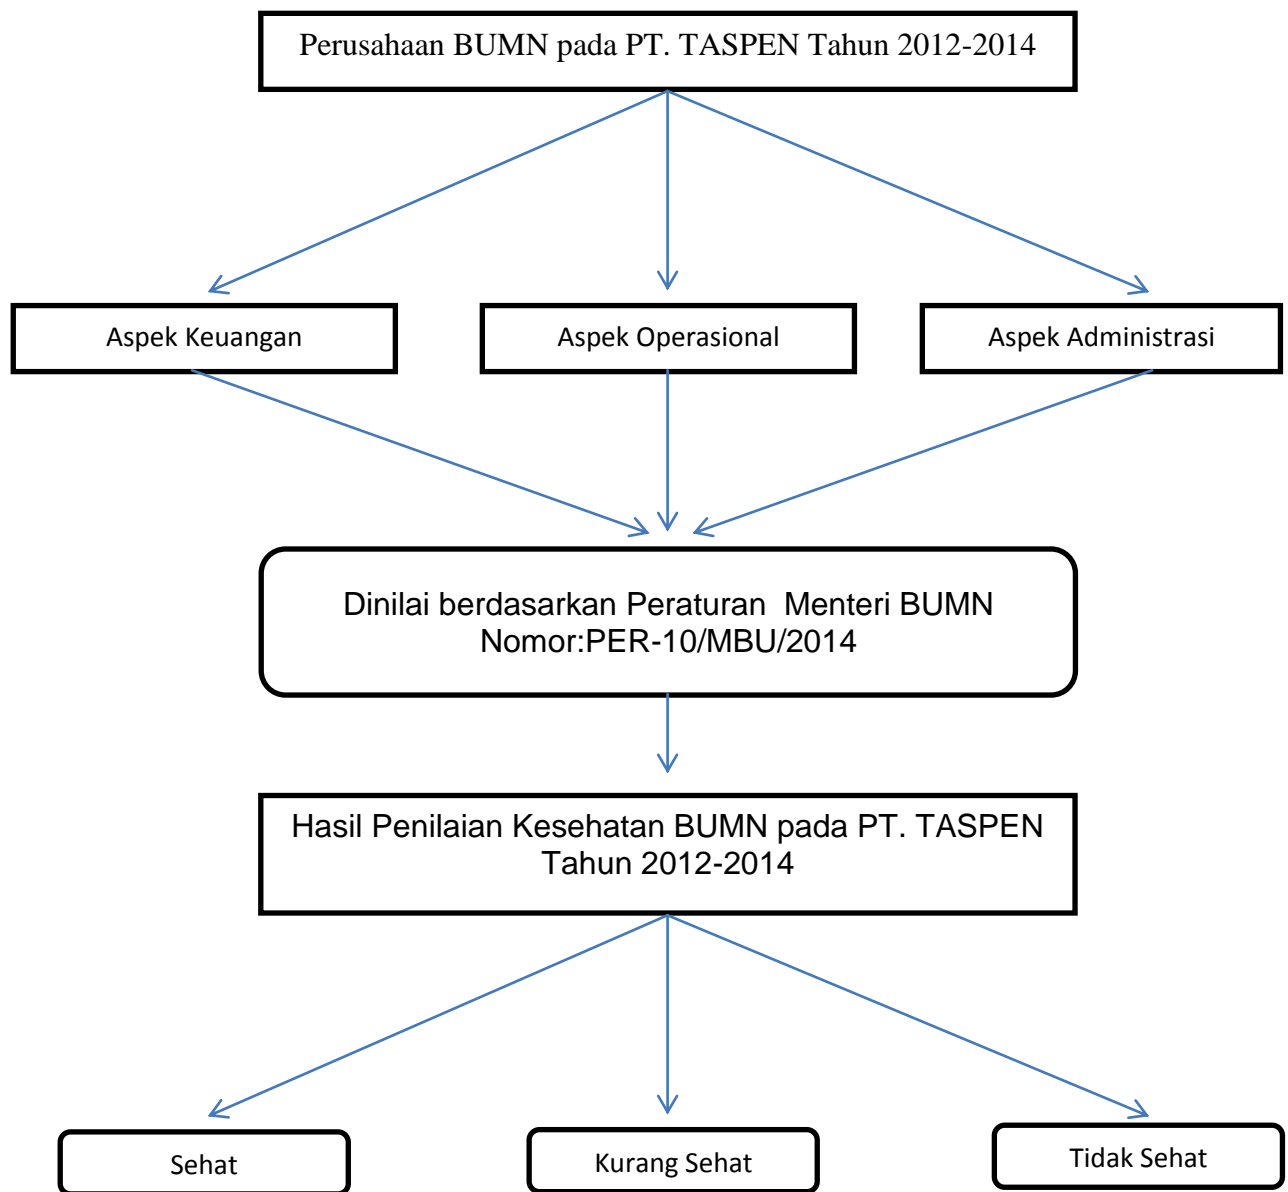 Perusahaan BUMN pada PT. TASPEN Tahun 2012-2014
Aspek Keuangan
Aspek Operasional
Aspek Administrasi
Dinilai berdasarkan Peraturan Menteri BUMN
Nomor:PER-10/MBU/2014
Hasil Penilaian Kesehatan BUMN pada PT. TASPEN
Tahun 2012-2014
Sehat
Kurang Sehat
Tidak Sehat